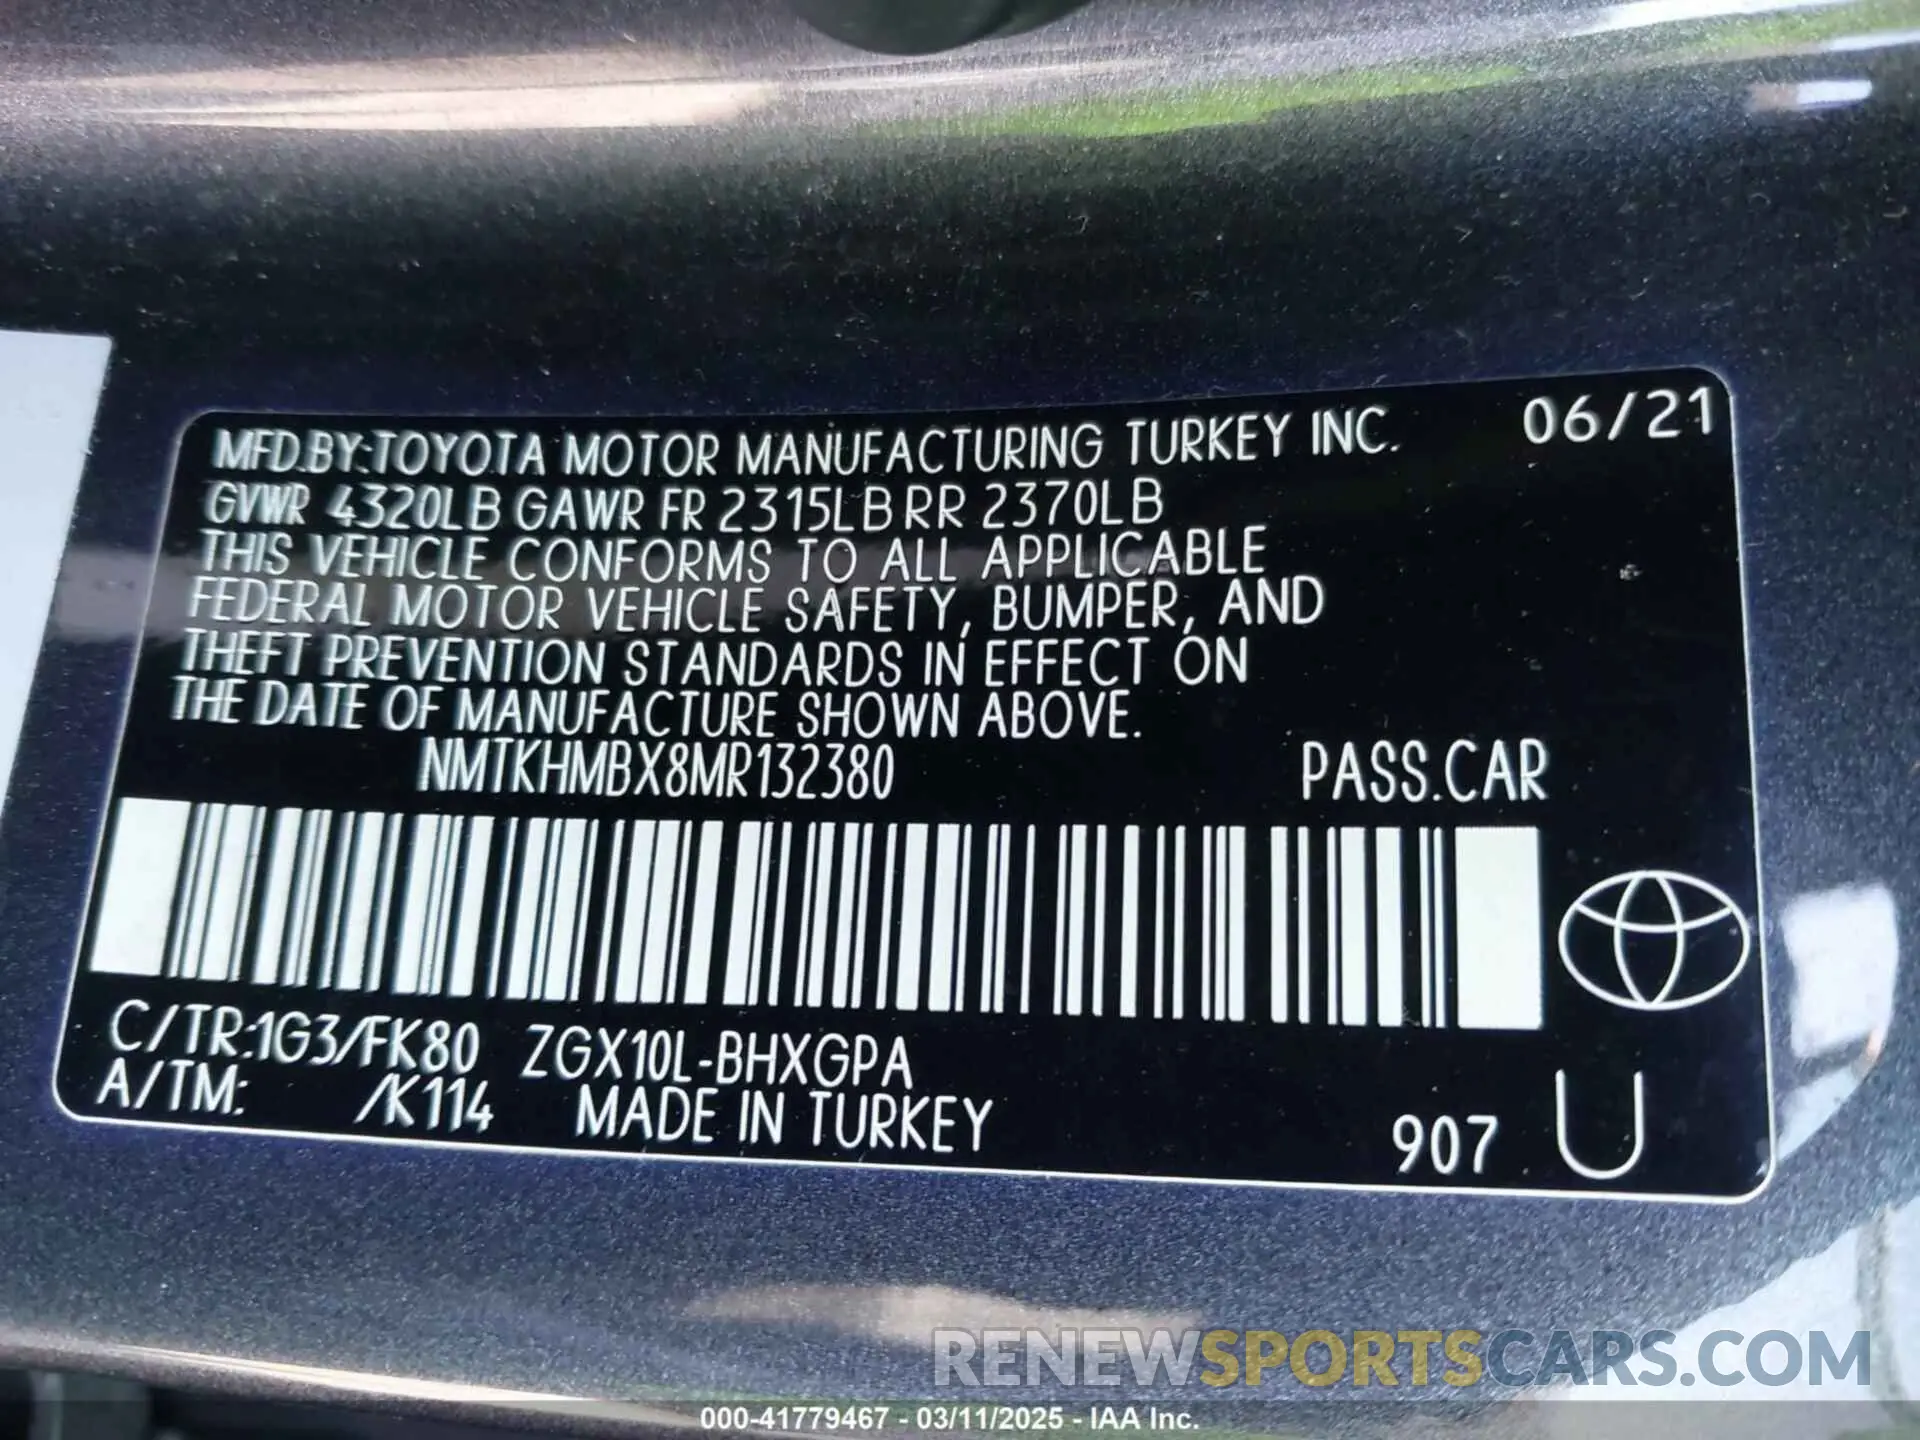 06/21
MFD.BY:TOYOTA MOTOR MANUFACTURING TURKEY INC.
GVWR 4320LB GAWR FR 2315LB RR 2370LB
THIS VEHICLE CONFORMS TO ALL APPLICABLE
FEDERAL MOTOR VEHICLE SAFETY, BUMPER, AND
THEFT PREVENTION STANDARDS IN EFFECT ON
THE DATE OF MANUFACTURE SHOWN ABOVE.
NMTKHMBX8MR132380 PASS.CAR
C/TR:1G3/FK80 ZGX10L-BHXGPA
A/TM: /K114 MADE IN TURKEY
907 U
RENEWSPORTSCARS.COM
000-41779467 - 03/11/2025 - IAA Inc.